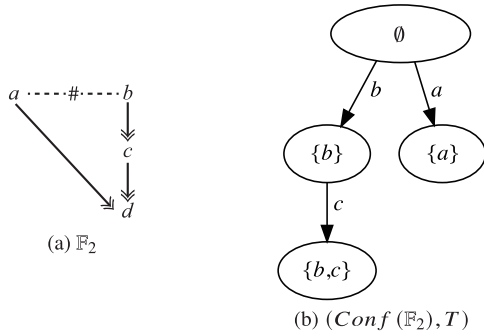 ∅
a # b
b a
c
{b} {a}
d
c
(a) 𝔽₂
{b,c}
(b) (Conf (𝔽₂), T)